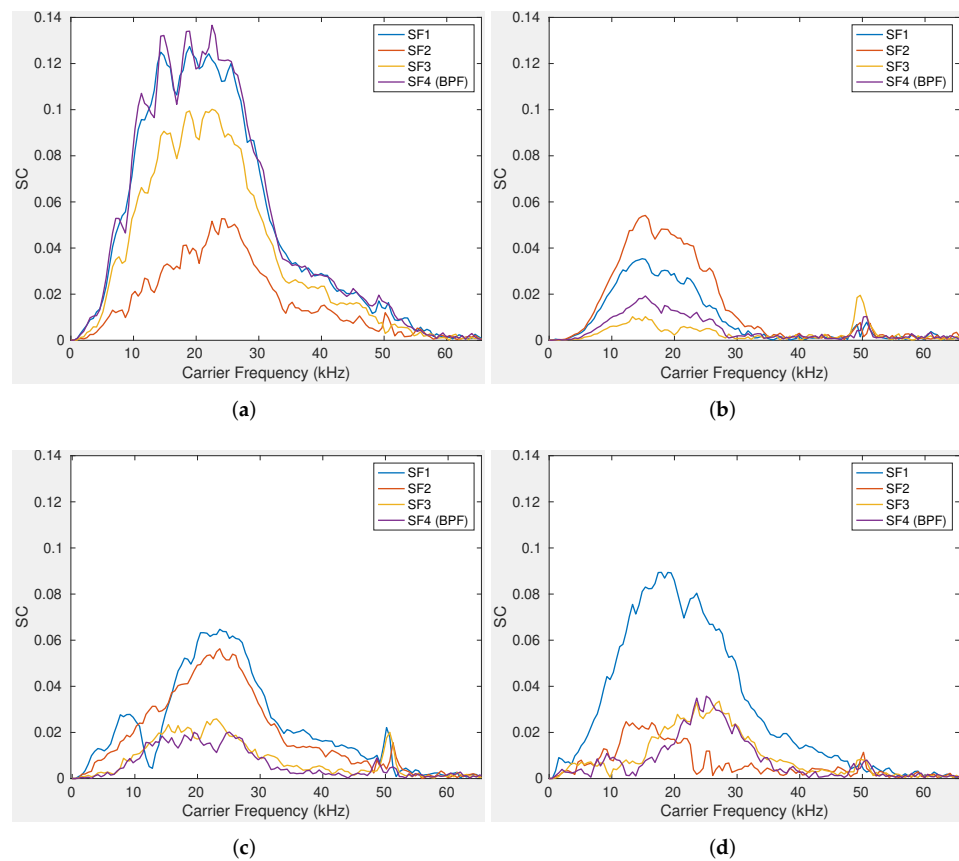 0.14
0.12
0.1
0.08
0.06
0.04
0.02
0
SC
0 10 20 30 40 50 60
Carrier Frequency (kHz)
SF1
SF2
SF3
SF4 (BPF)
(a)
0.14
0.12
0.1
0.08
0.06
0.04
0.02
0
SC
0 10 20 30 40 50 60
Carrier Frequency (kHz)
SF1
SF2
SF3
SF4 (BPF)
(b)
0.14
0.12
0.1
0.08
0.06
0.04
0.02
0
SC
0 10 20 30 40 50 60
Carrier Frequency (kHz)
SF1
SF2
SF3
SF4 (BPF)
(c)
0.14
0.12
0.1
0.08
0.06
0.04
0.02
0
SC
0 10 20 30 40 50 60
Carrier Frequency (kHz)
SF1
SF2
SF3
SF4 (BPF)
(d)